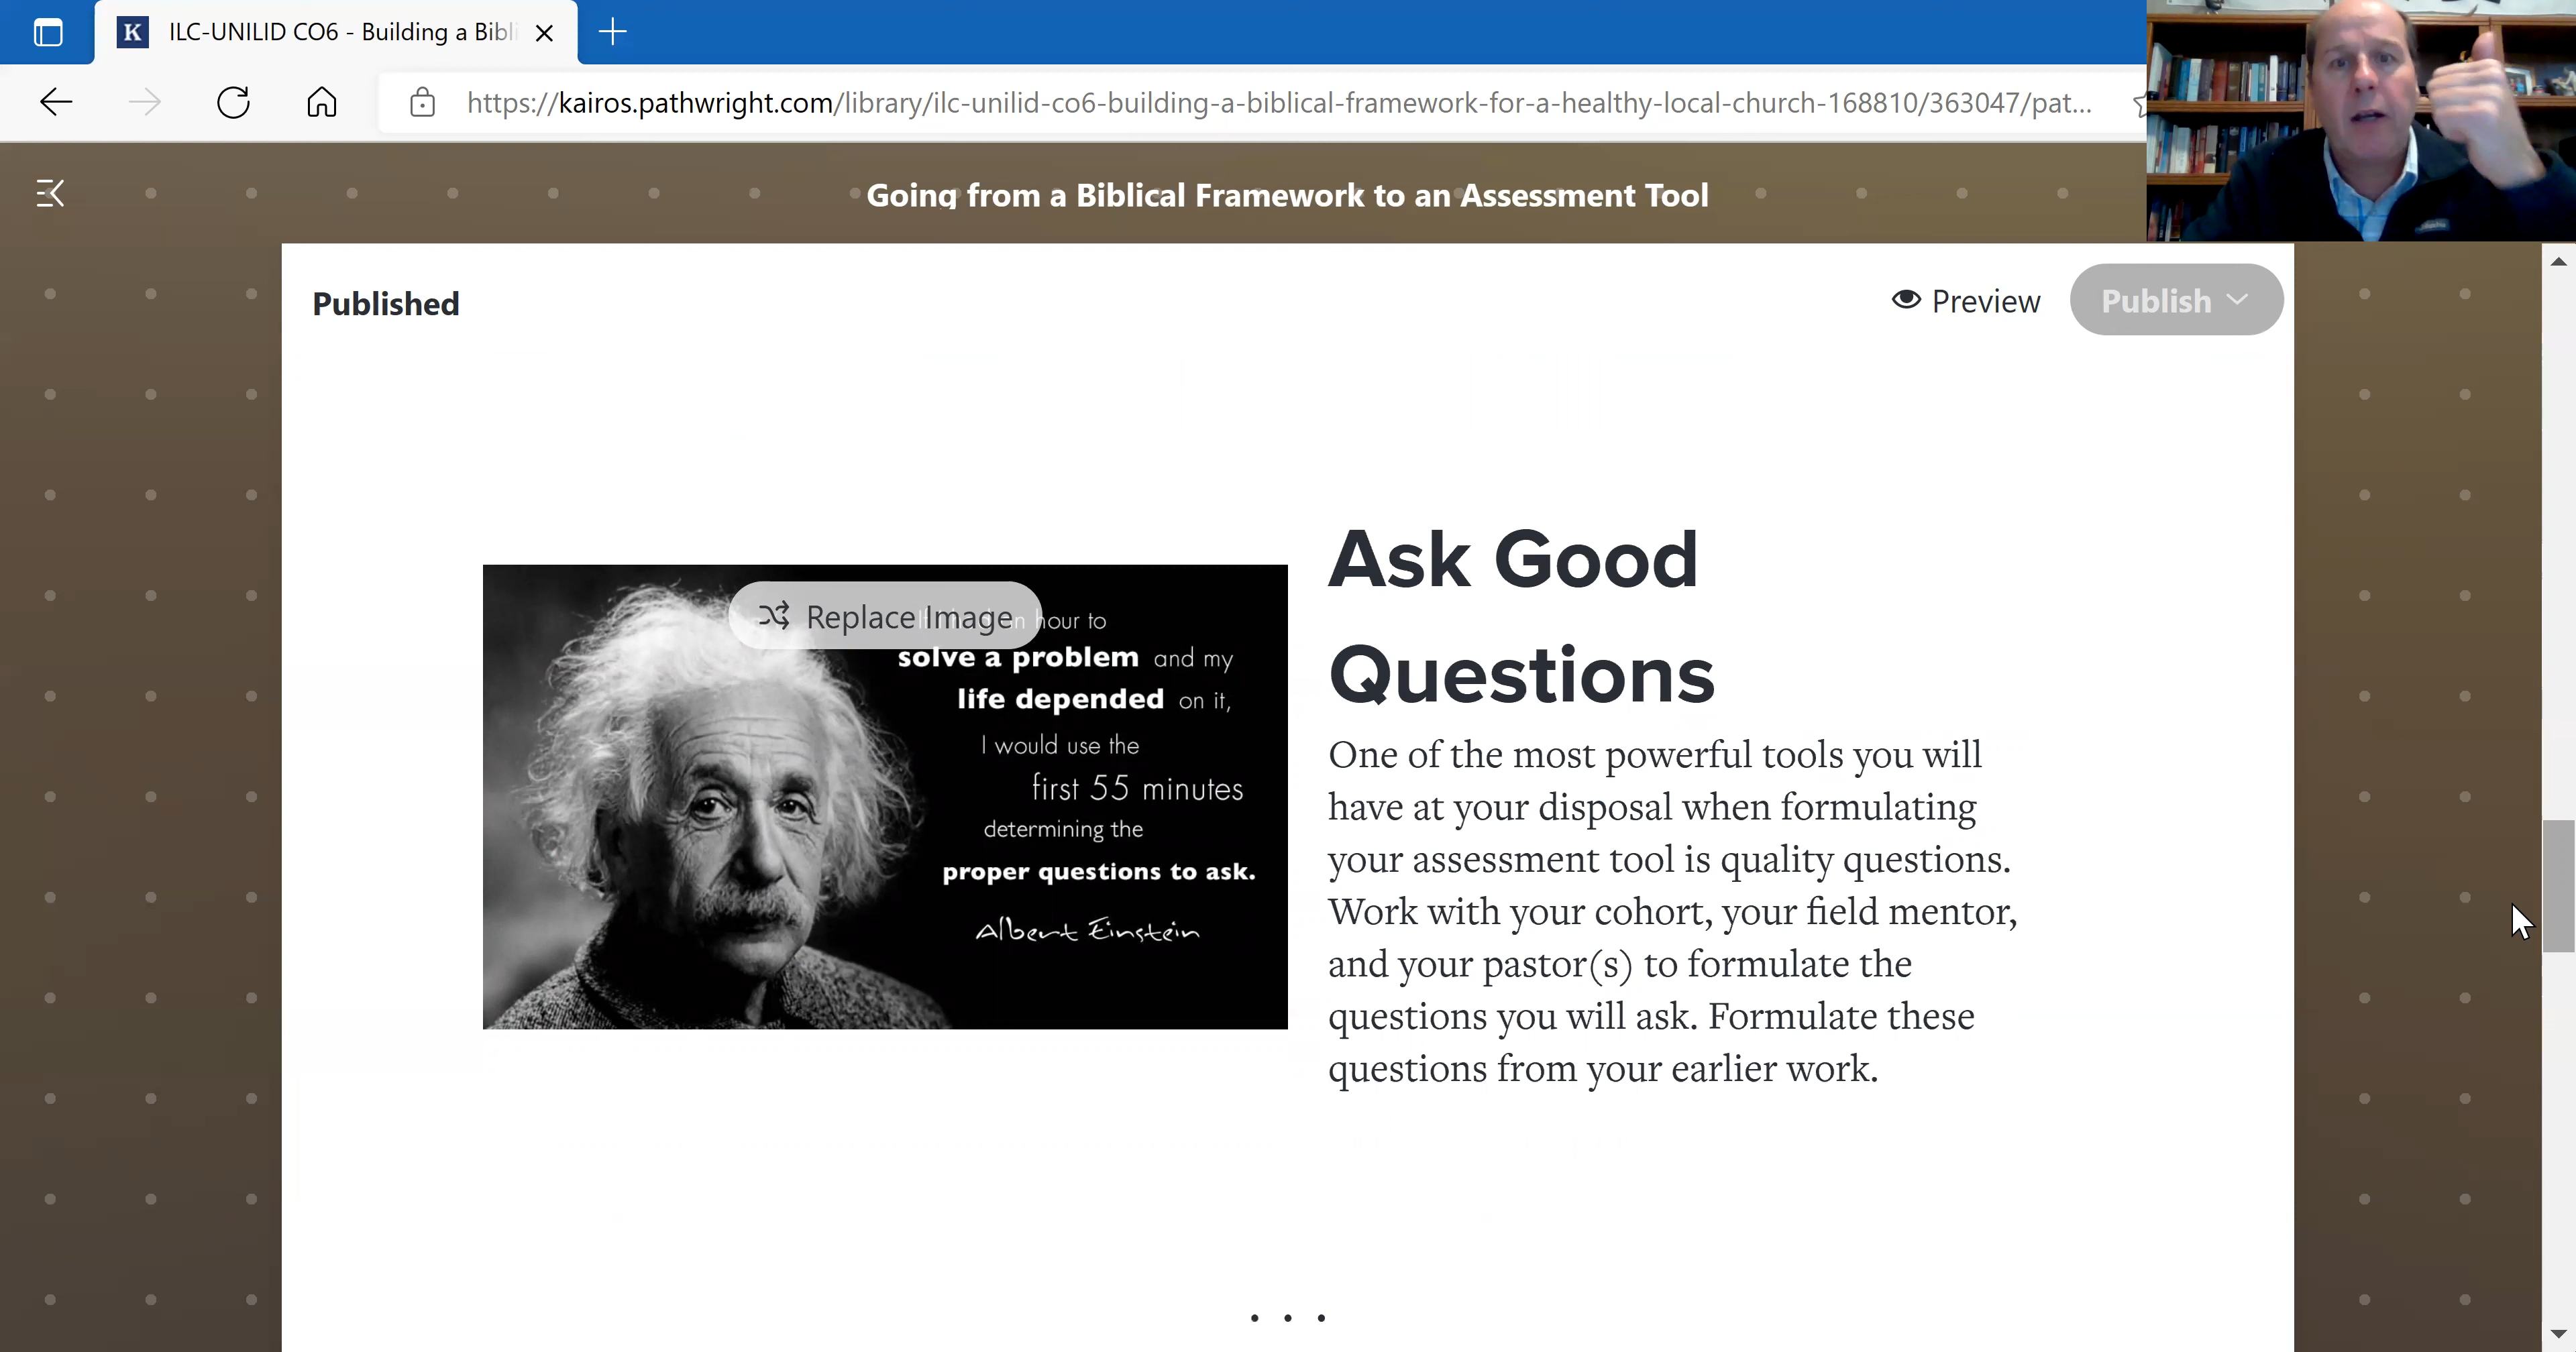 K ILC-UNILID CO6 - Building a Bibli
https://kairos.pathwright.com/library/ilc-unilid-co6-building-a-biblical-framework-for-a-healthy-local-church-168810/363047/pat...
Going from a Biblical Framework to an Assessment Tool
Published
Preview
Publish
Replace Image
hour to
solve a problem and my
life depended on it,
I would use the
first 55 minutes
determining the
proper questions to ask.
Albert Einstein
Ask Good
Questions
One of the most powerful tools you will
have at your disposal when formulating
your assessment tool is quality questions.
Work with your cohort, your field mentor,
and your pastor(s) to formulate the
questions you will ask. Formulate these
questions from your earlier work.